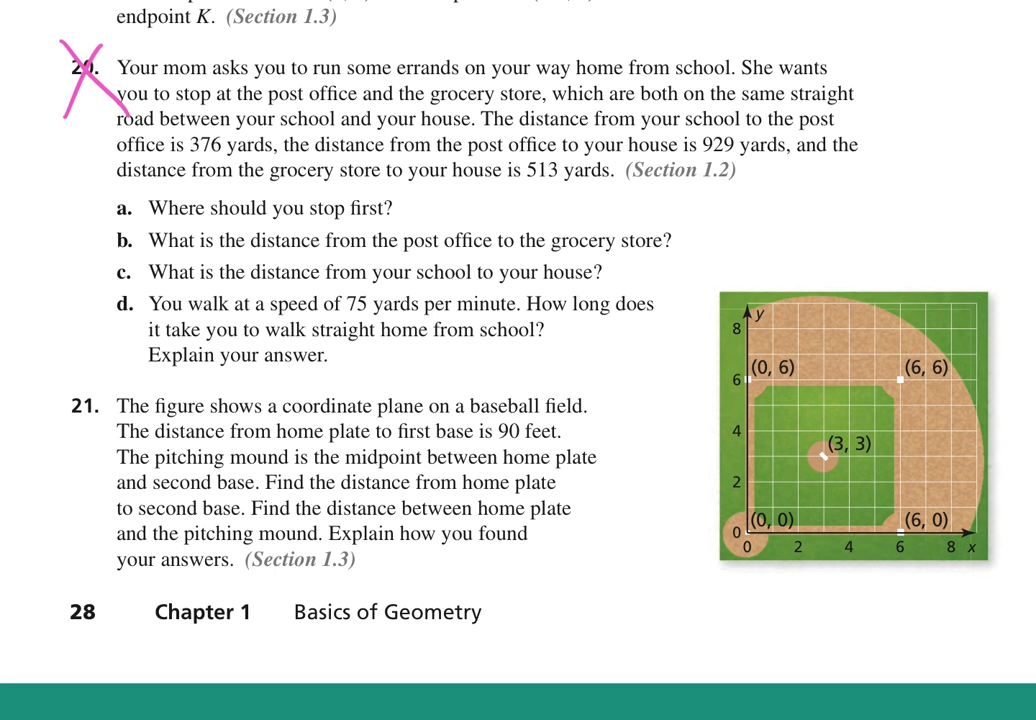 endpoint K. (Section 1.3)
20. Your mom asks you to run some errands on your way home from school. She wants
you to stop at the post office and the grocery store, which are both on the same straight
road between your school and your house. The distance from your school to the post
office is 376 yards, the distance from the post office to your house is 929 yards, and the
distance from the grocery store to your house is 513 yards. (Section 1.2)
a. Where should you stop first?
b. What is the distance from the post office to the grocery store?
c. What is the distance from your school to your house?
d. You walk at a speed of 75 yards per minute. How long does
it take you to walk straight home from school?
Explain your answer.
21. The figure shows a coordinate plane on a baseball field.
The distance from home plate to first base is 90 feet.
The pitching mound is the midpoint between home plate
and second base. Find the distance from home plate
to second base. Find the distance between home plate
and the pitching mound. Explain how you found
your answers. (Section 1.3)
8 y
6 (0, 6) (6, 6)
4 (3, 3)
2
0 (0, 0) (6, 0)
0 2 4 6 8 x
28 Chapter 1 Basics of Geometry